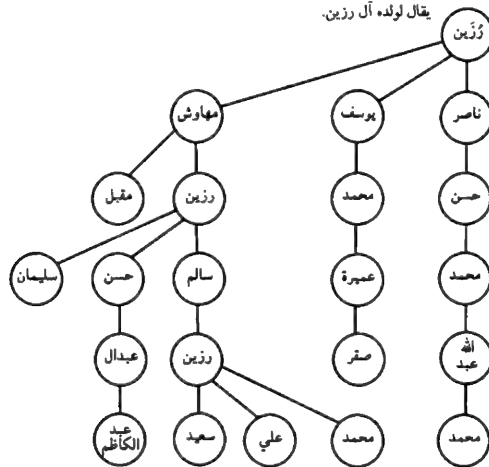 يقال لولده آل رزين.
رُزَين
ناصر
يوسف
مهاوش
حسن
محمد
رزين
مقبل
محمد
عميرة
سالم
حسن
سليمان
الله
عبد
صقر
رزين
عبدال
محمد
محمد
علي
سعيد
عبد
الكاظم